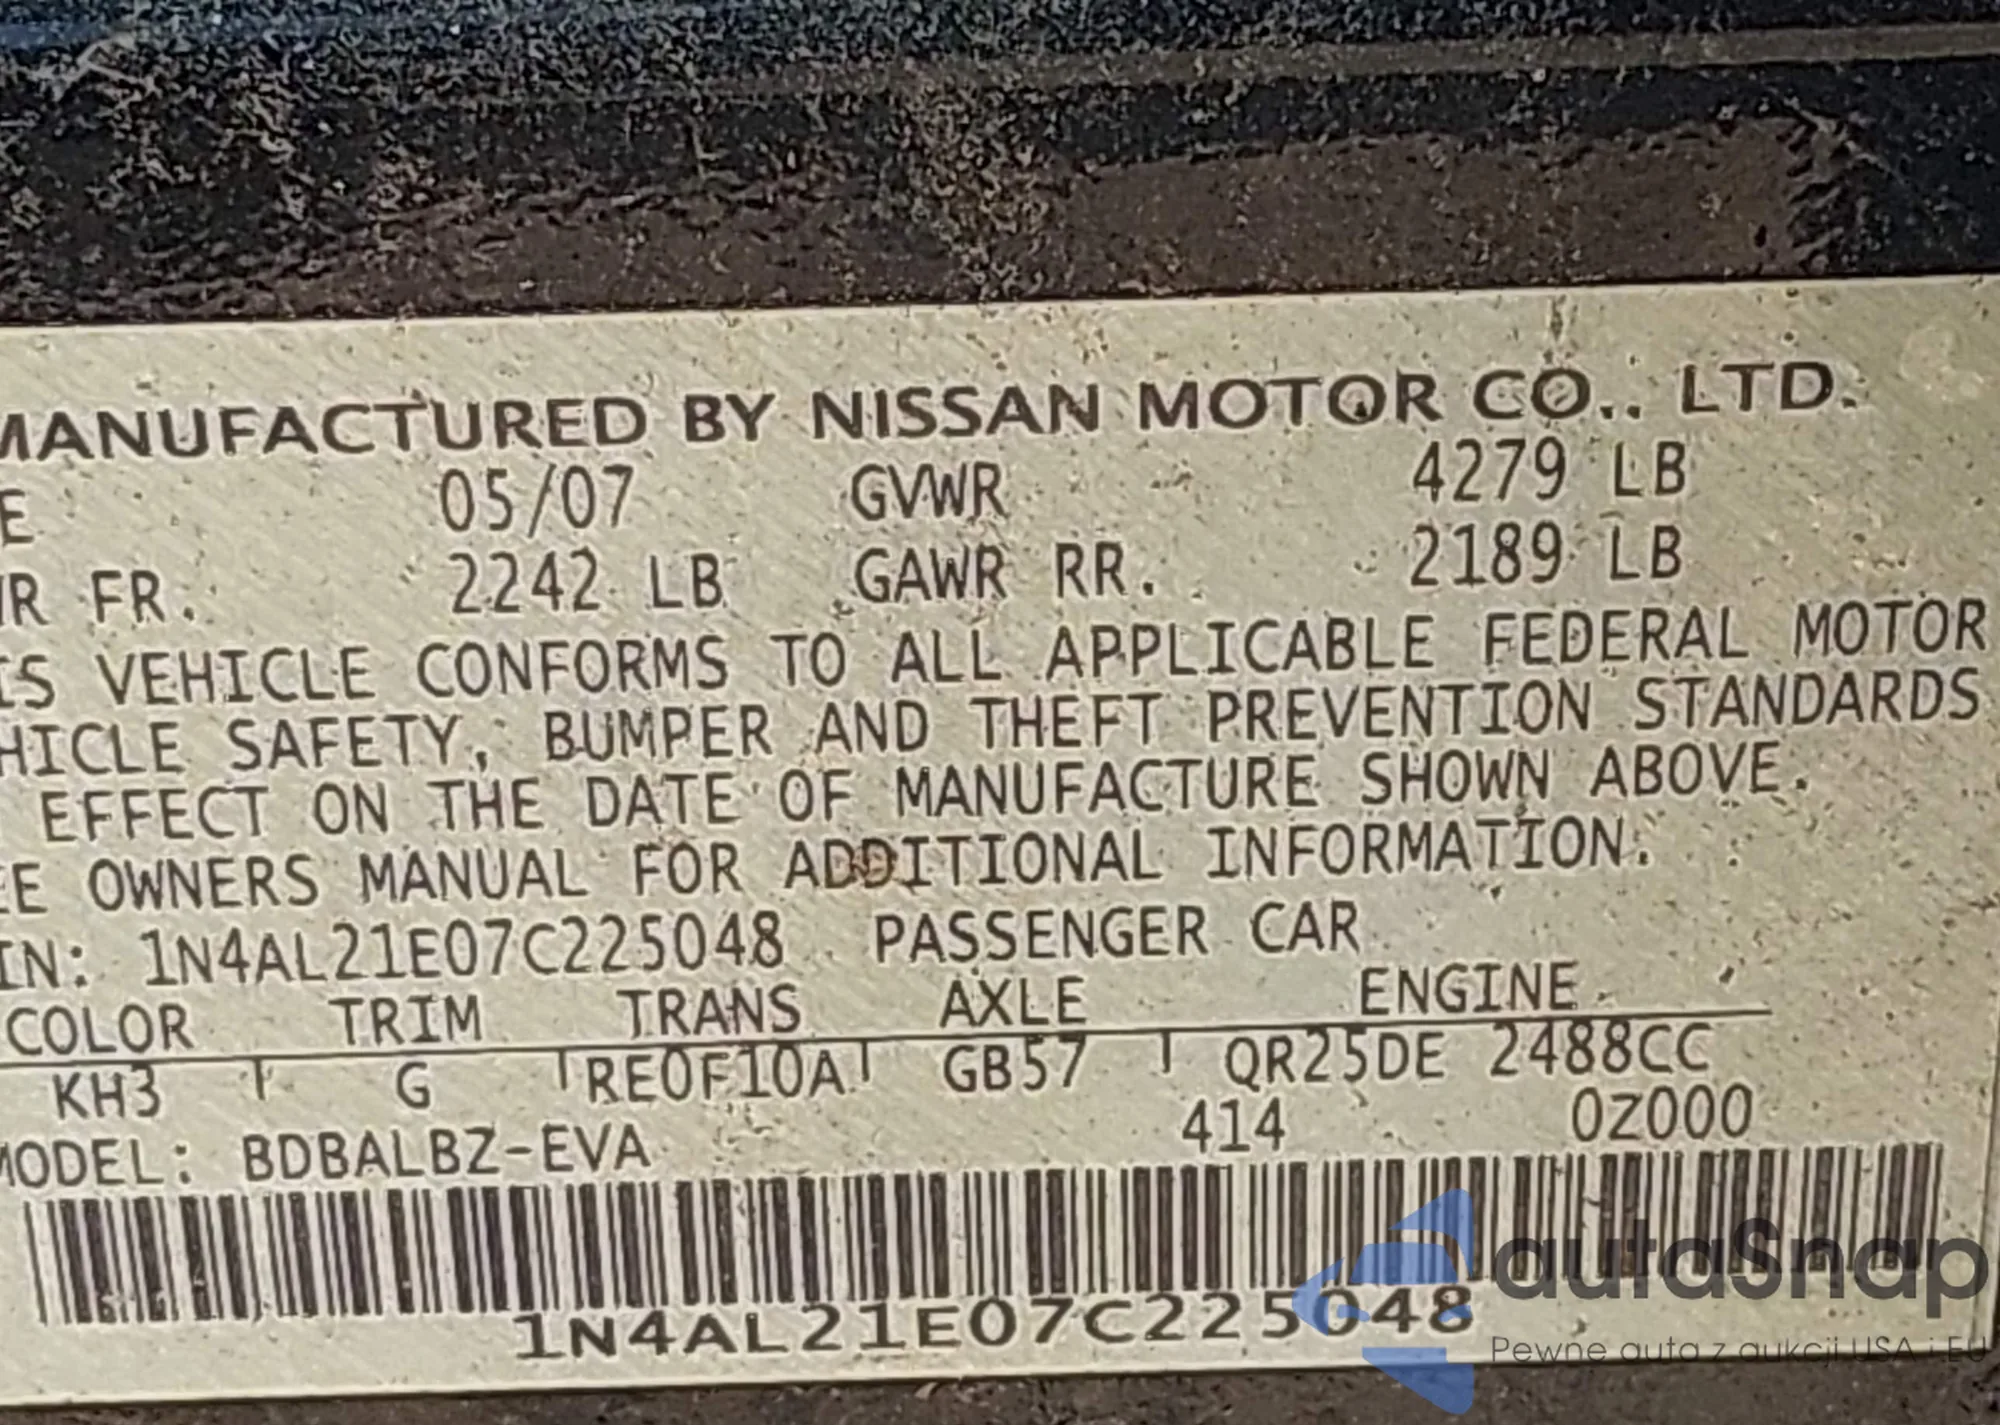 MANUFACTURED BY NISSAN MOTOR CO., LTD.
E 05/07 GVWR 4279 LB
R FR. 2242 LB GAWR RR. 2189 LB
IS VEHICLE CONFORMS TO ALL APPLICABLE FEDERAL MOTOR
HICLE SAFETY, BUMPER AND THEFT PREVENTION STANDARDS
EFFECT ON THE DATE OF MANUFACTURE SHOWN ABOVE.
EE OWNERS MANUAL FOR ADDITIONAL INFORMATION.
IN: 1N4AL21E07C225048 PASSENGER CAR
COLOR TRIM TRANS AXLE ENGINE
KH3 G RE0F10A GB57 QR25DE 2488CC
414 0Z000
MODEL: BDBALBZ-EVA
1N4AL21E07C225048
autaSnap
Pewne auta z aukcji USA i EU